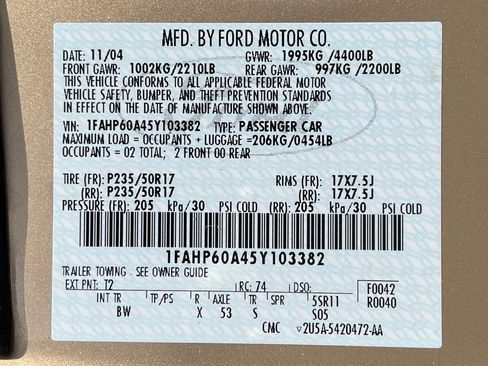 MFD. BY FORD MOTOR CO.
DATE: 11/04 GVWR: 1995KG /4400LB
FRONT GAWR: 1002KG/2210LB REAR GAWR: 997KG /2200LB
THIS VEHICLE CONFORMS TO ALL APPLICABLE FEDERAL MOTOR
VEHICLE SAFETY, BUMPER, AND THEFT PREVENTION STANDARDS
IN EFFECT ON THE DATE OF MANUFACTURE SHOWN ABOVE.
VIN: 1FAHP60A45Y103382 TYPE: PASSENGER CAR
MAXIMUM LOAD = OCCUPANTS + LUGGAGE =206KG/0454LB
OCCUPANTS = 02 TOTAL; 2 FRONT 00 REAR
TIRE (FR): P235/50R17 RIMS (FR): 17X7.5J
(RR): P235/50R17 (RR): 17X7.5J
PRESSURE (FR): 205 kPa/30 PSI COLD (RR): 205 kPa/30 PSI COLD
1FAHP60A45Y103382
TRAILER TOWING - SEE OWNER GUIDE
EXT PNT: T2 RC: 74 DSO: F0042
INT TR TP/PS R AXLE TR SPR 5SR11 R0040
BW X 53 S S05
CMC √2U5A-5420472-AA